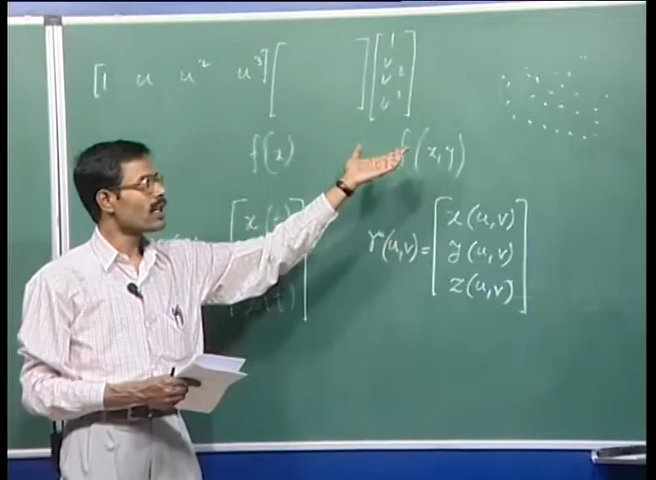 [1 u u² u³] [ ] [1 v v² v³]
f(x) f(x,y)
x(t) r(u,v) = [x(u,v)
y(u,v)
z(u,v)]